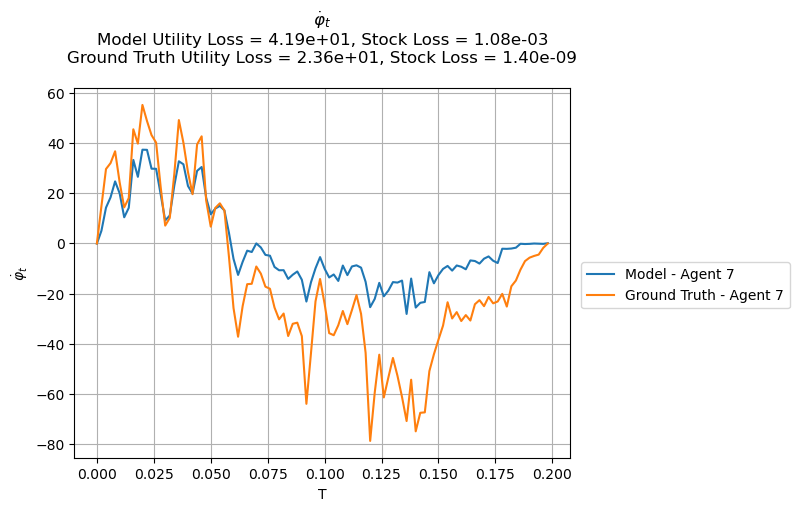 φ̇ₜ
Model Utility Loss = 4.19e+01, Stock Loss = 1.08e-03
Ground Truth Utility Loss = 2.36e+01, Stock Loss = 1.40e-09
60
40
20
0
−20
−40
−60
−80
φ̇ₜ
0.000
0.025
0.050
0.075
0.100
0.125
0.150
0.175
0.200
T
Model - Agent 7
Ground Truth - Agent 7